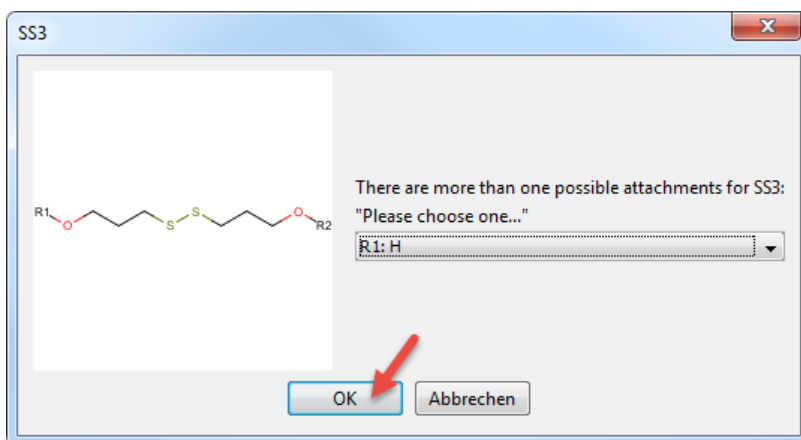 SS3
There are more than one possible attachments for SS3:
"Please choose one..."
R1: H
R1 O S S O R2
OK Abbrechen